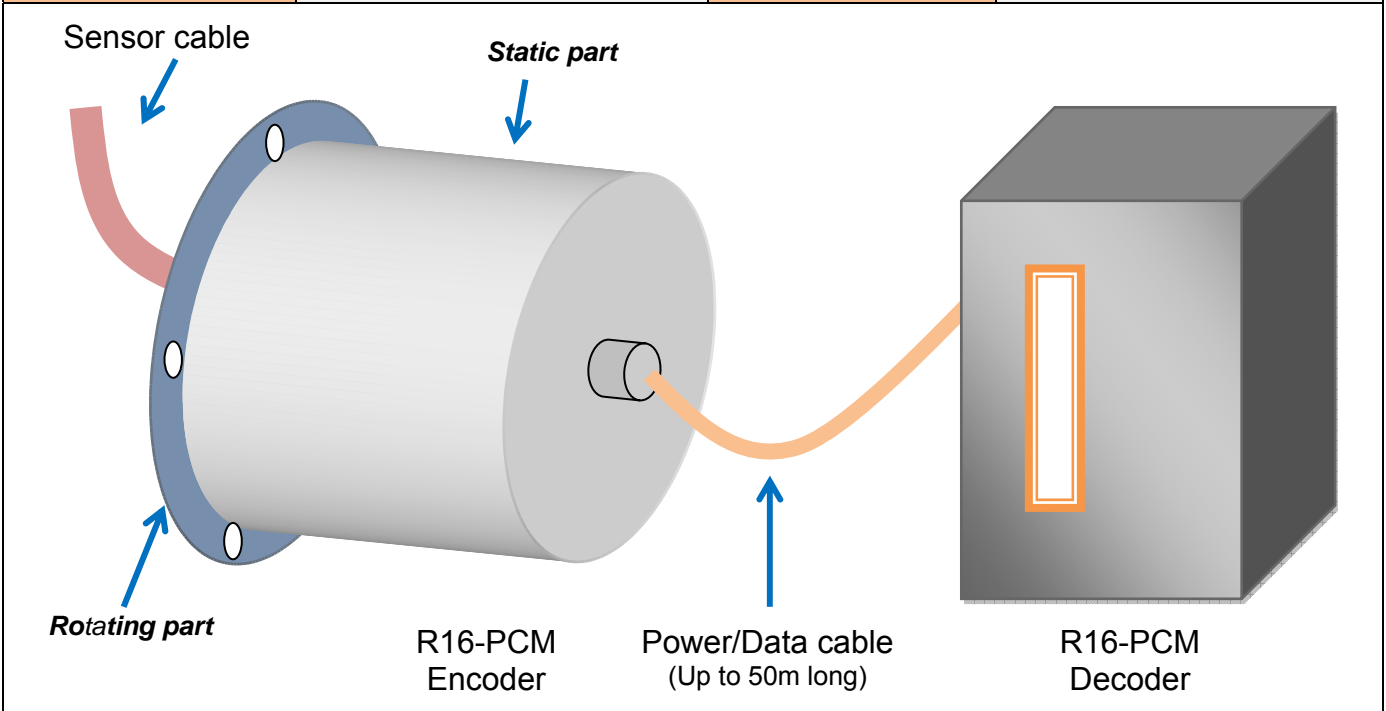 Sensor cable
Static part
Rotating part
R16-PCM
Encoder
Power/Data cable
(Up to 50m long)
R16-PCM
Decoder